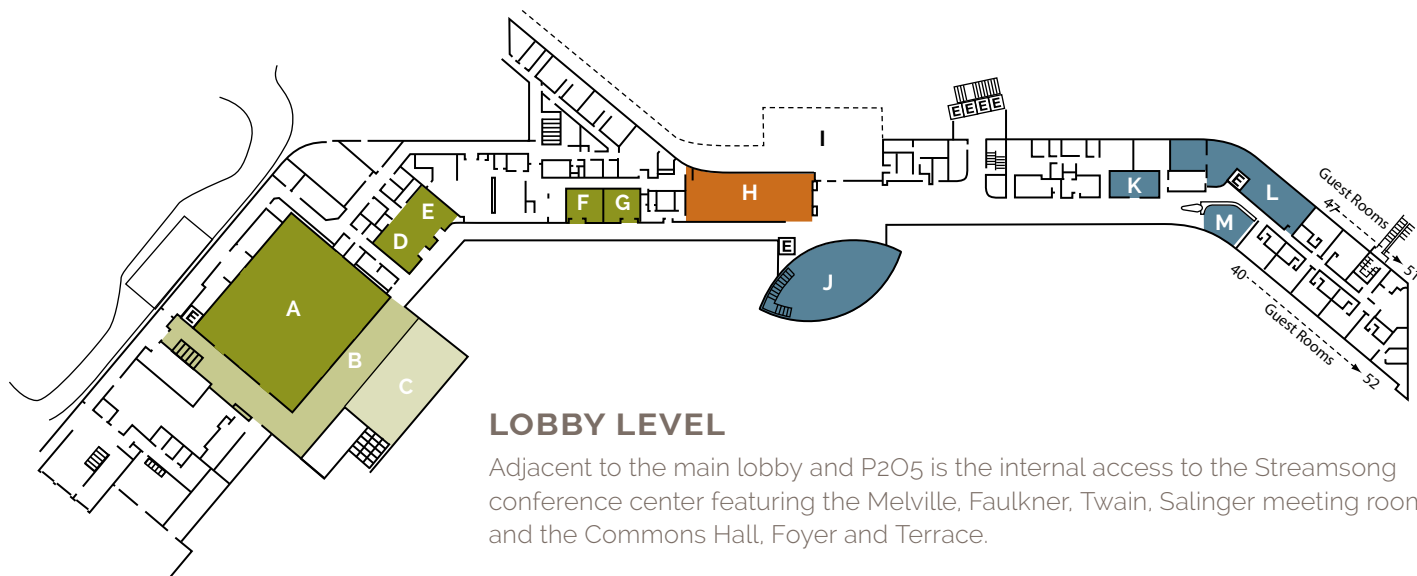 I
E E E E
H
F
G
K
E
L
Guest Rooms
47
51
E
D
M
E
J
40
Guest Rooms
52
A
E
B
C
LOBBY LEVEL
Adjacent to the main lobby and P2O5 is the internal access to the Streamsong
conference center featuring the Melville, Faulkner, Twain, Salinger meeting room
and the Commons Hall, Foyer and Terrace.